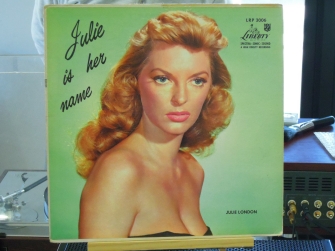 Julie
is her
name
LRP 3006
LIBERTY
JULIE LONDON